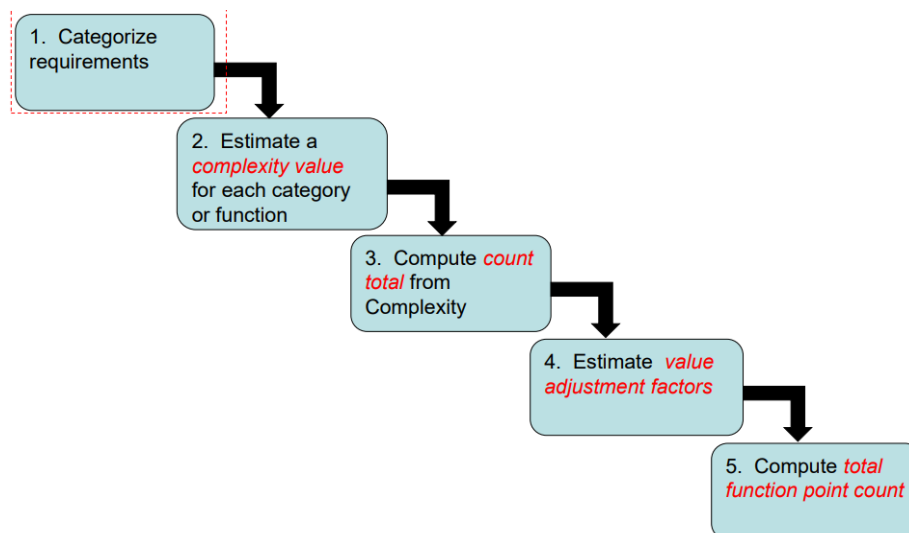 1. Categorize
requirements
2. Estimate a
complexity value
for each category
or function
3. Compute count
total from
Complexity
4. Estimate value
adjustment factors
5. Compute total
function point count